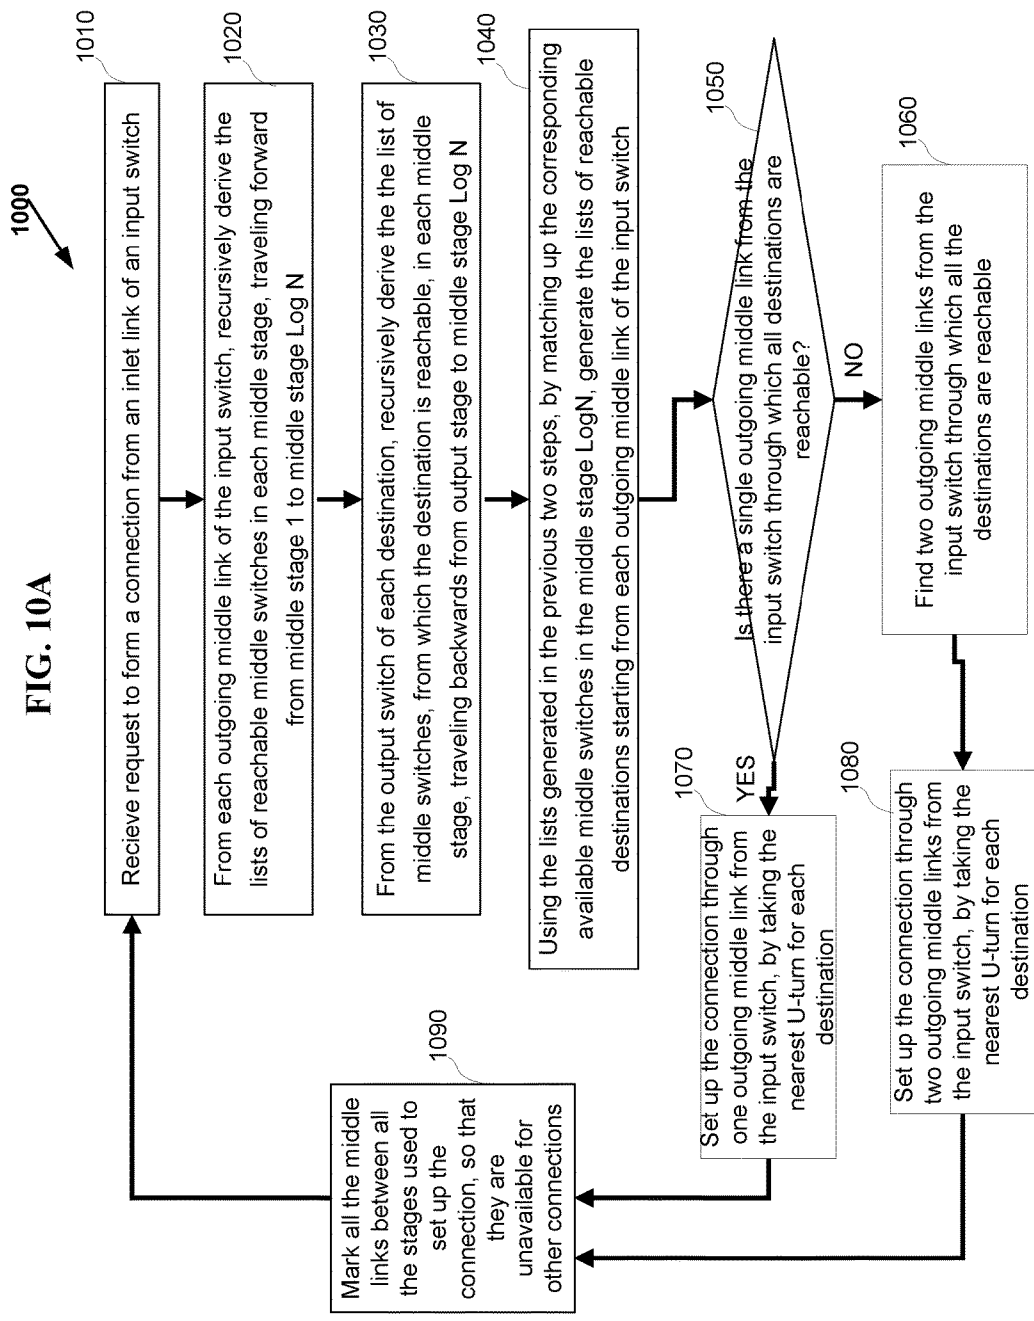 FIG. 10A
1000
1010
Recieve request to form a connection from an inlet link of an input switch
1020
From each outgoing middle link of the input switch, recursively derive the
lists of reachable middle switches in each middle stage, traveling forward
from middle stage 1 to middle stage Log N
1030
From the output switch of each destination, recursively derive the the list of
middle switches, from which the destination is reachable, in each middle
stage, traveling backwards from output stage to middle stage Log N
1040
Using the lists generated in the previous two steps, by matching up the corresponding
available middle switches in the middle stage LogN, generate the lists of reachable
destinations starting from each outgoing middle link of the input switch
1050
Is there a single outgoing middle link from the
input switch through which all destinations are
reachable?
NO
YES
1060
Find two outgoing middle links from the
input switch through which all the
destinations are reachable
1070
Set up the connection through
one outgoing middle link from
the input switch, by taking the
nearest U-turn for each
destination
1080
Set up the connection through
two outgoing middle links from
the input switch, by taking the
nearest U-turn for each
destination
1090
Mark all the middle
links between all
the stages used to
set up the
connection, so that
they are
unavailable for
other connections